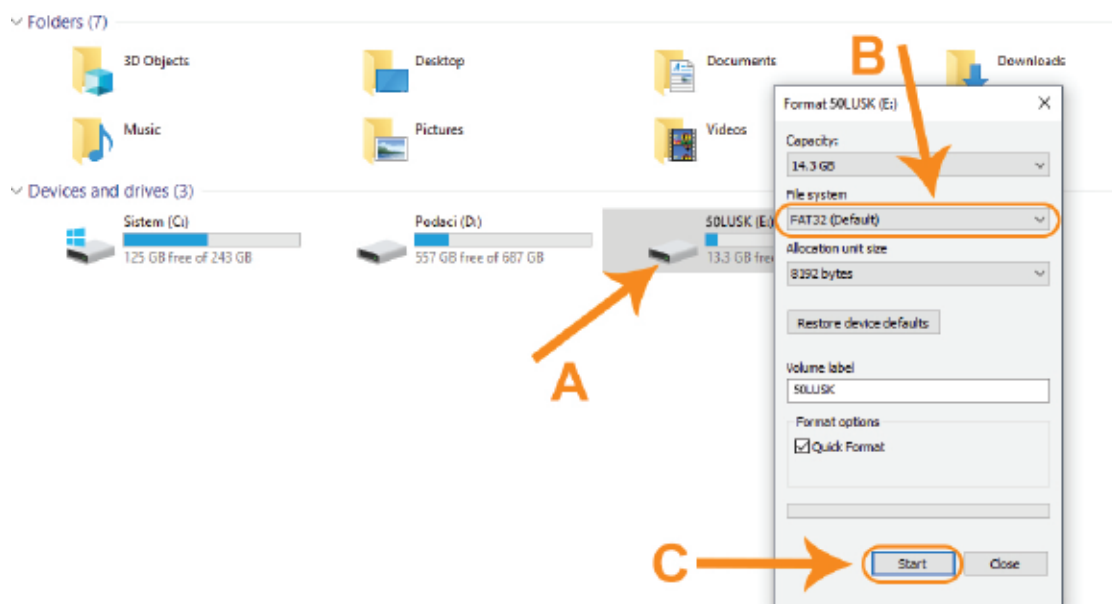 Folders (7)
3D Objects
Desktop
Documents
Downloads
Music
Pictures
Videos
Devices and drives (3)
Sistem (C:)
125 GB free of 243 GB
Podaci (D:)
557 GB free of 687 GB
50LUSK (E:)
13.3 GB free
A
B
Format 50LUSK (E:)
Capacity:
14.3 GB
File system
FAT32 (Default)
Allocation unit size
8192 bytes
Restore device defaults
Volume label
50LUSK
Format options
Quick Format
C
Start
Close